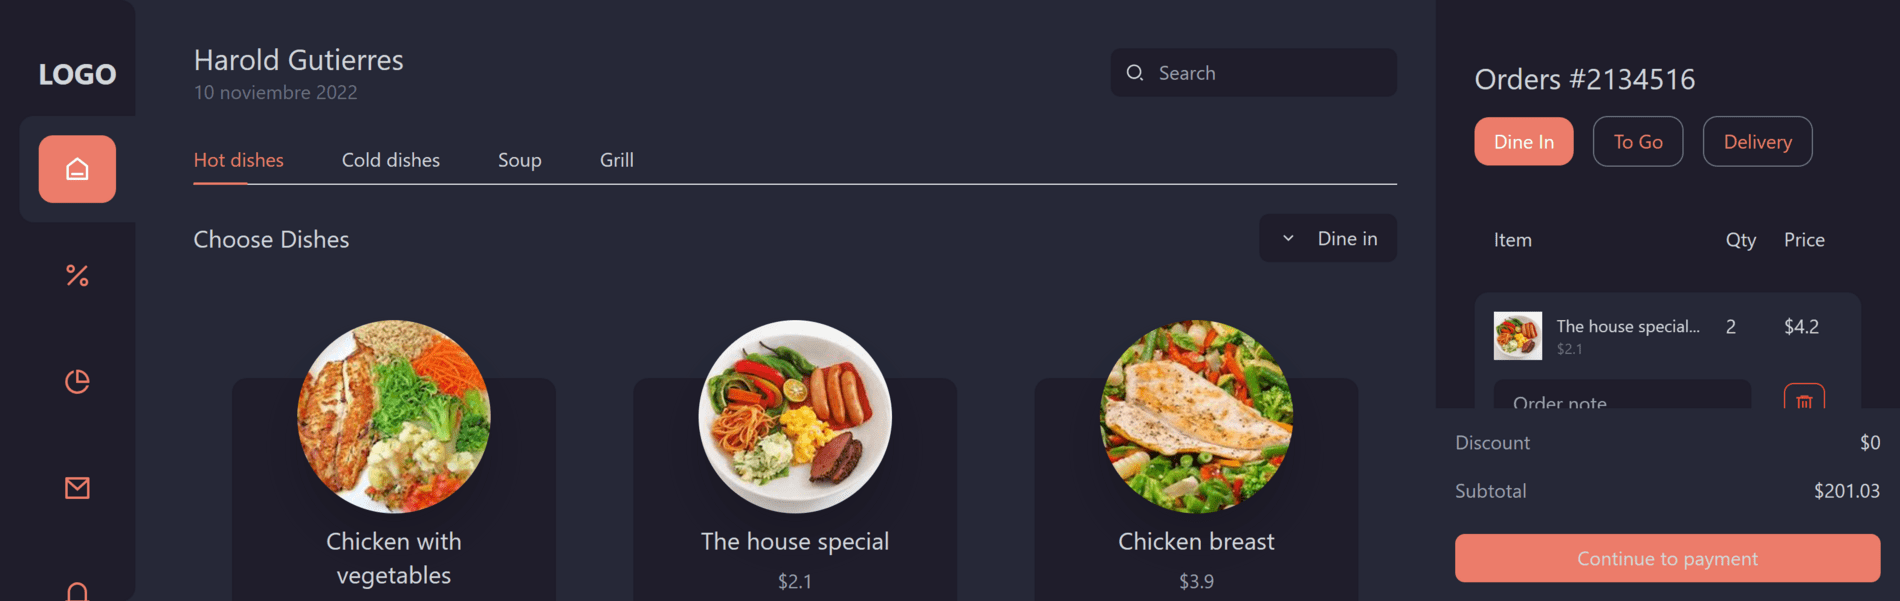 LOGO
Harold Gutierres
10 noviembre 2022
Search
Hot dishes
Cold dishes
Soup
Grill
Choose Dishes
Dine in
Chicken with
vegetables
The house special
$2.1
Chicken breast
$3.9
Orders #2134516
Dine In
To Go
Delivery
Item
Qty
Price
The house special...
2
$4.2
$2.1
Order note
Discount
$0
Subtotal
$201.03
Continue to payment